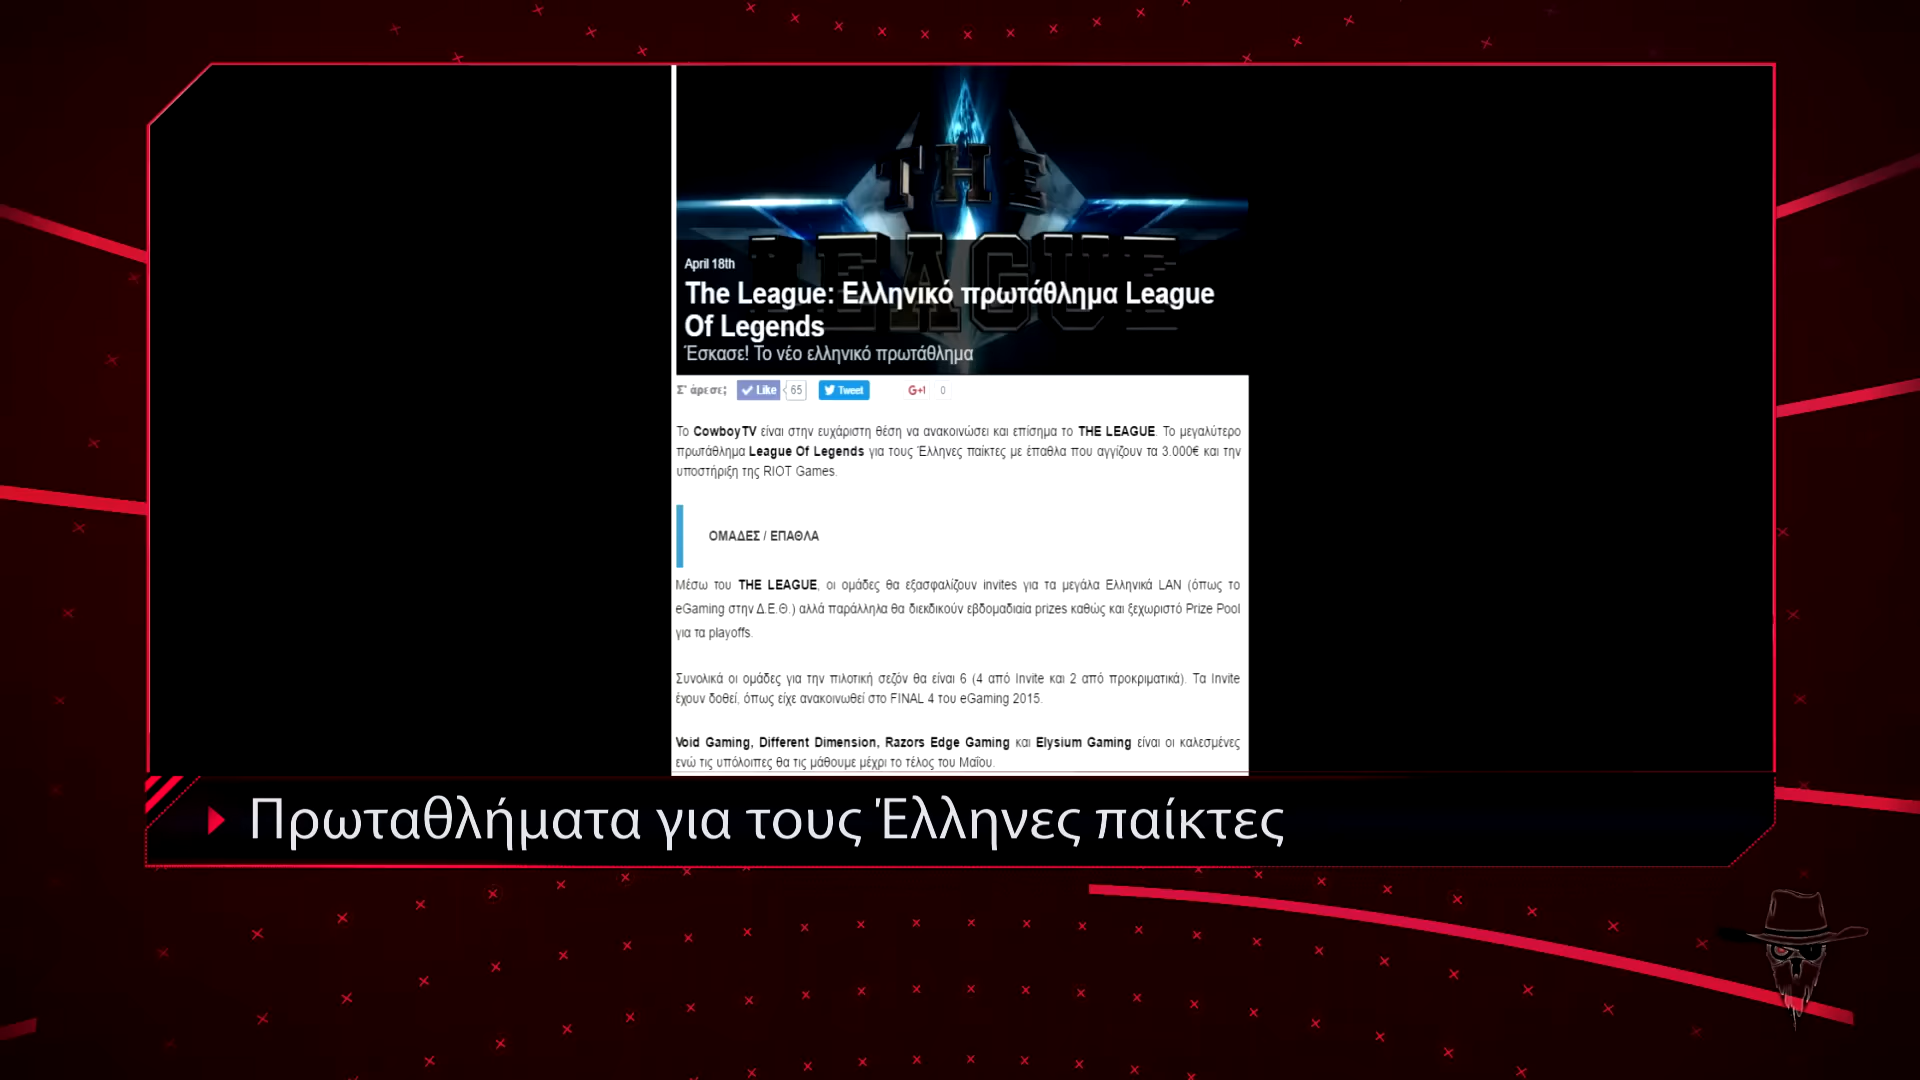 THE
LEAGUE
April 18th
The League: Ελληνικό πρωτάθλημα League
Of Legends
Έσκασε! Το νέο ελληνικό πρωτάθλημα
Σ' άρεσε; Like 65 Tweet G+1 0
Το CowboyTV είναι στην ευχάριστη θέση να ανακοινώσει και επίσημα το THE LEAGUE. Το μεγαλύτερο
πρωτάθλημα League Of Legends για τους Έλληνες παίκτες με έπαθλα που αγγίζουν τα 3.000€ και την
υποστήριξη της RIOT Games.
ΟΜΑΔΕΣ / ΕΠΑΘΛΑ
Μέσω του THE LEAGUE, οι ομάδες θα εξασφαλίζουν invites για τα μεγάλα Ελληνικά LAN (όπως το
eGaming στην Δ.Ε.Θ.) αλλά παράλληλα θα διεκδικούν εβδομαδιαία prizes καθώς και ξεχωριστό Prize Pool
για τα playoffs.
Συνολικά οι ομάδες για την πιλοτική σεζόν θα είναι 6 (4 από Invite και 2 από προκριματικά). Τα Invite
έχουν δοθεί, όπως είχε ανακοινωθεί στο FINAL 4 του eGaming 2015.
Void Gaming, Different Dimension, Razors Edge Gaming και Elysium Gaming είναι οι καλεσμένες
ενώ τις υπόλοιπες θα τις μάθουμε μέχρι το τέλος του Μαΐου.
Πρωταθλήματα για τους Έλληνες παίκτες